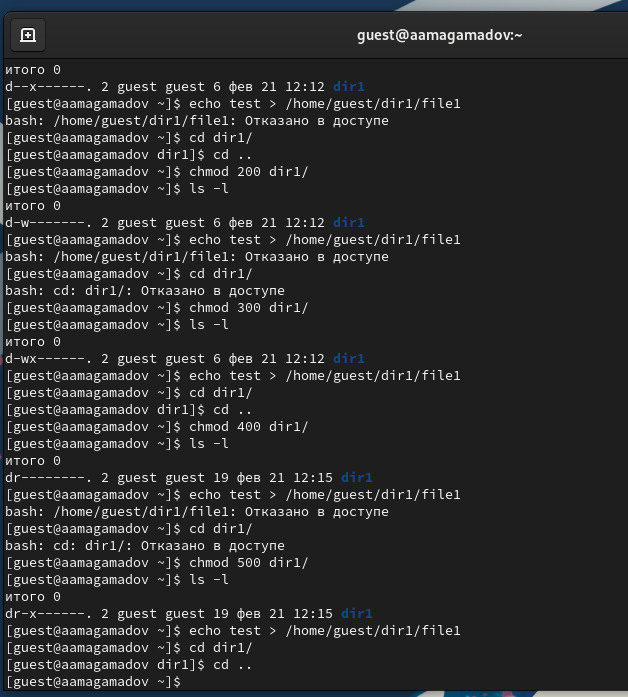 guest@aamagamadov:~
итого 0
d--x------. 2 guest guest 6 фев 21 12:12 dir1
[guest@aamagamadov ~]$ echo test > /home/guest/dir1/file1
bash: /home/guest/dir1/file1: Отказано в доступе
[guest@aamagamadov ~]$ cd dir1/
[guest@aamagamadov dir1]$ cd ..
[guest@aamagamadov ~]$ chmod 200 dir1/
[guest@aamagamadov ~]$ ls -l
итого 0
d-w-------. 2 guest guest 6 фев 21 12:12 dir1
[guest@aamagamadov ~]$ echo test > /home/guest/dir1/file1
bash: /home/guest/dir1/file1: Отказано в доступе
[guest@aamagamadov ~]$ cd dir1/
bash: cd: dir1/: Отказано в доступе
[guest@aamagamadov ~]$ chmod 300 dir1/
[guest@aamagamadov ~]$ ls -l
итого 0
d-wx------. 2 guest guest 6 фев 21 12:12 dir1
[guest@aamagamadov ~]$ echo test > /home/guest/dir1/file1
[guest@aamagamadov ~]$ cd dir1/
[guest@aamagamadov dir1]$ cd ..
[guest@aamagamadov ~]$ chmod 400 dir1/
[guest@aamagamadov ~]$ ls -l
итого 0
dr--------. 2 guest guest 19 фев 21 12:15 dir1
[guest@aamagamadov ~]$ echo test > /home/guest/dir1/file1
bash: /home/guest/dir1/file1: Отказано в доступе
[guest@aamagamadov ~]$ cd dir1/
bash: cd: dir1/: Отказано в доступе
[guest@aamagamadov ~]$ chmod 500 dir1/
[guest@aamagamadov ~]$ ls -l
итого 0
dr-x------. 2 guest guest 19 фев 21 12:15 dir1
[guest@aamagamadov ~]$ echo test > /home/guest/dir1/file1
[guest@aamagamadov ~]$ cd dir1/
[guest@aamagamadov dir1]$ cd ..
[guest@aamagamadov ~]$